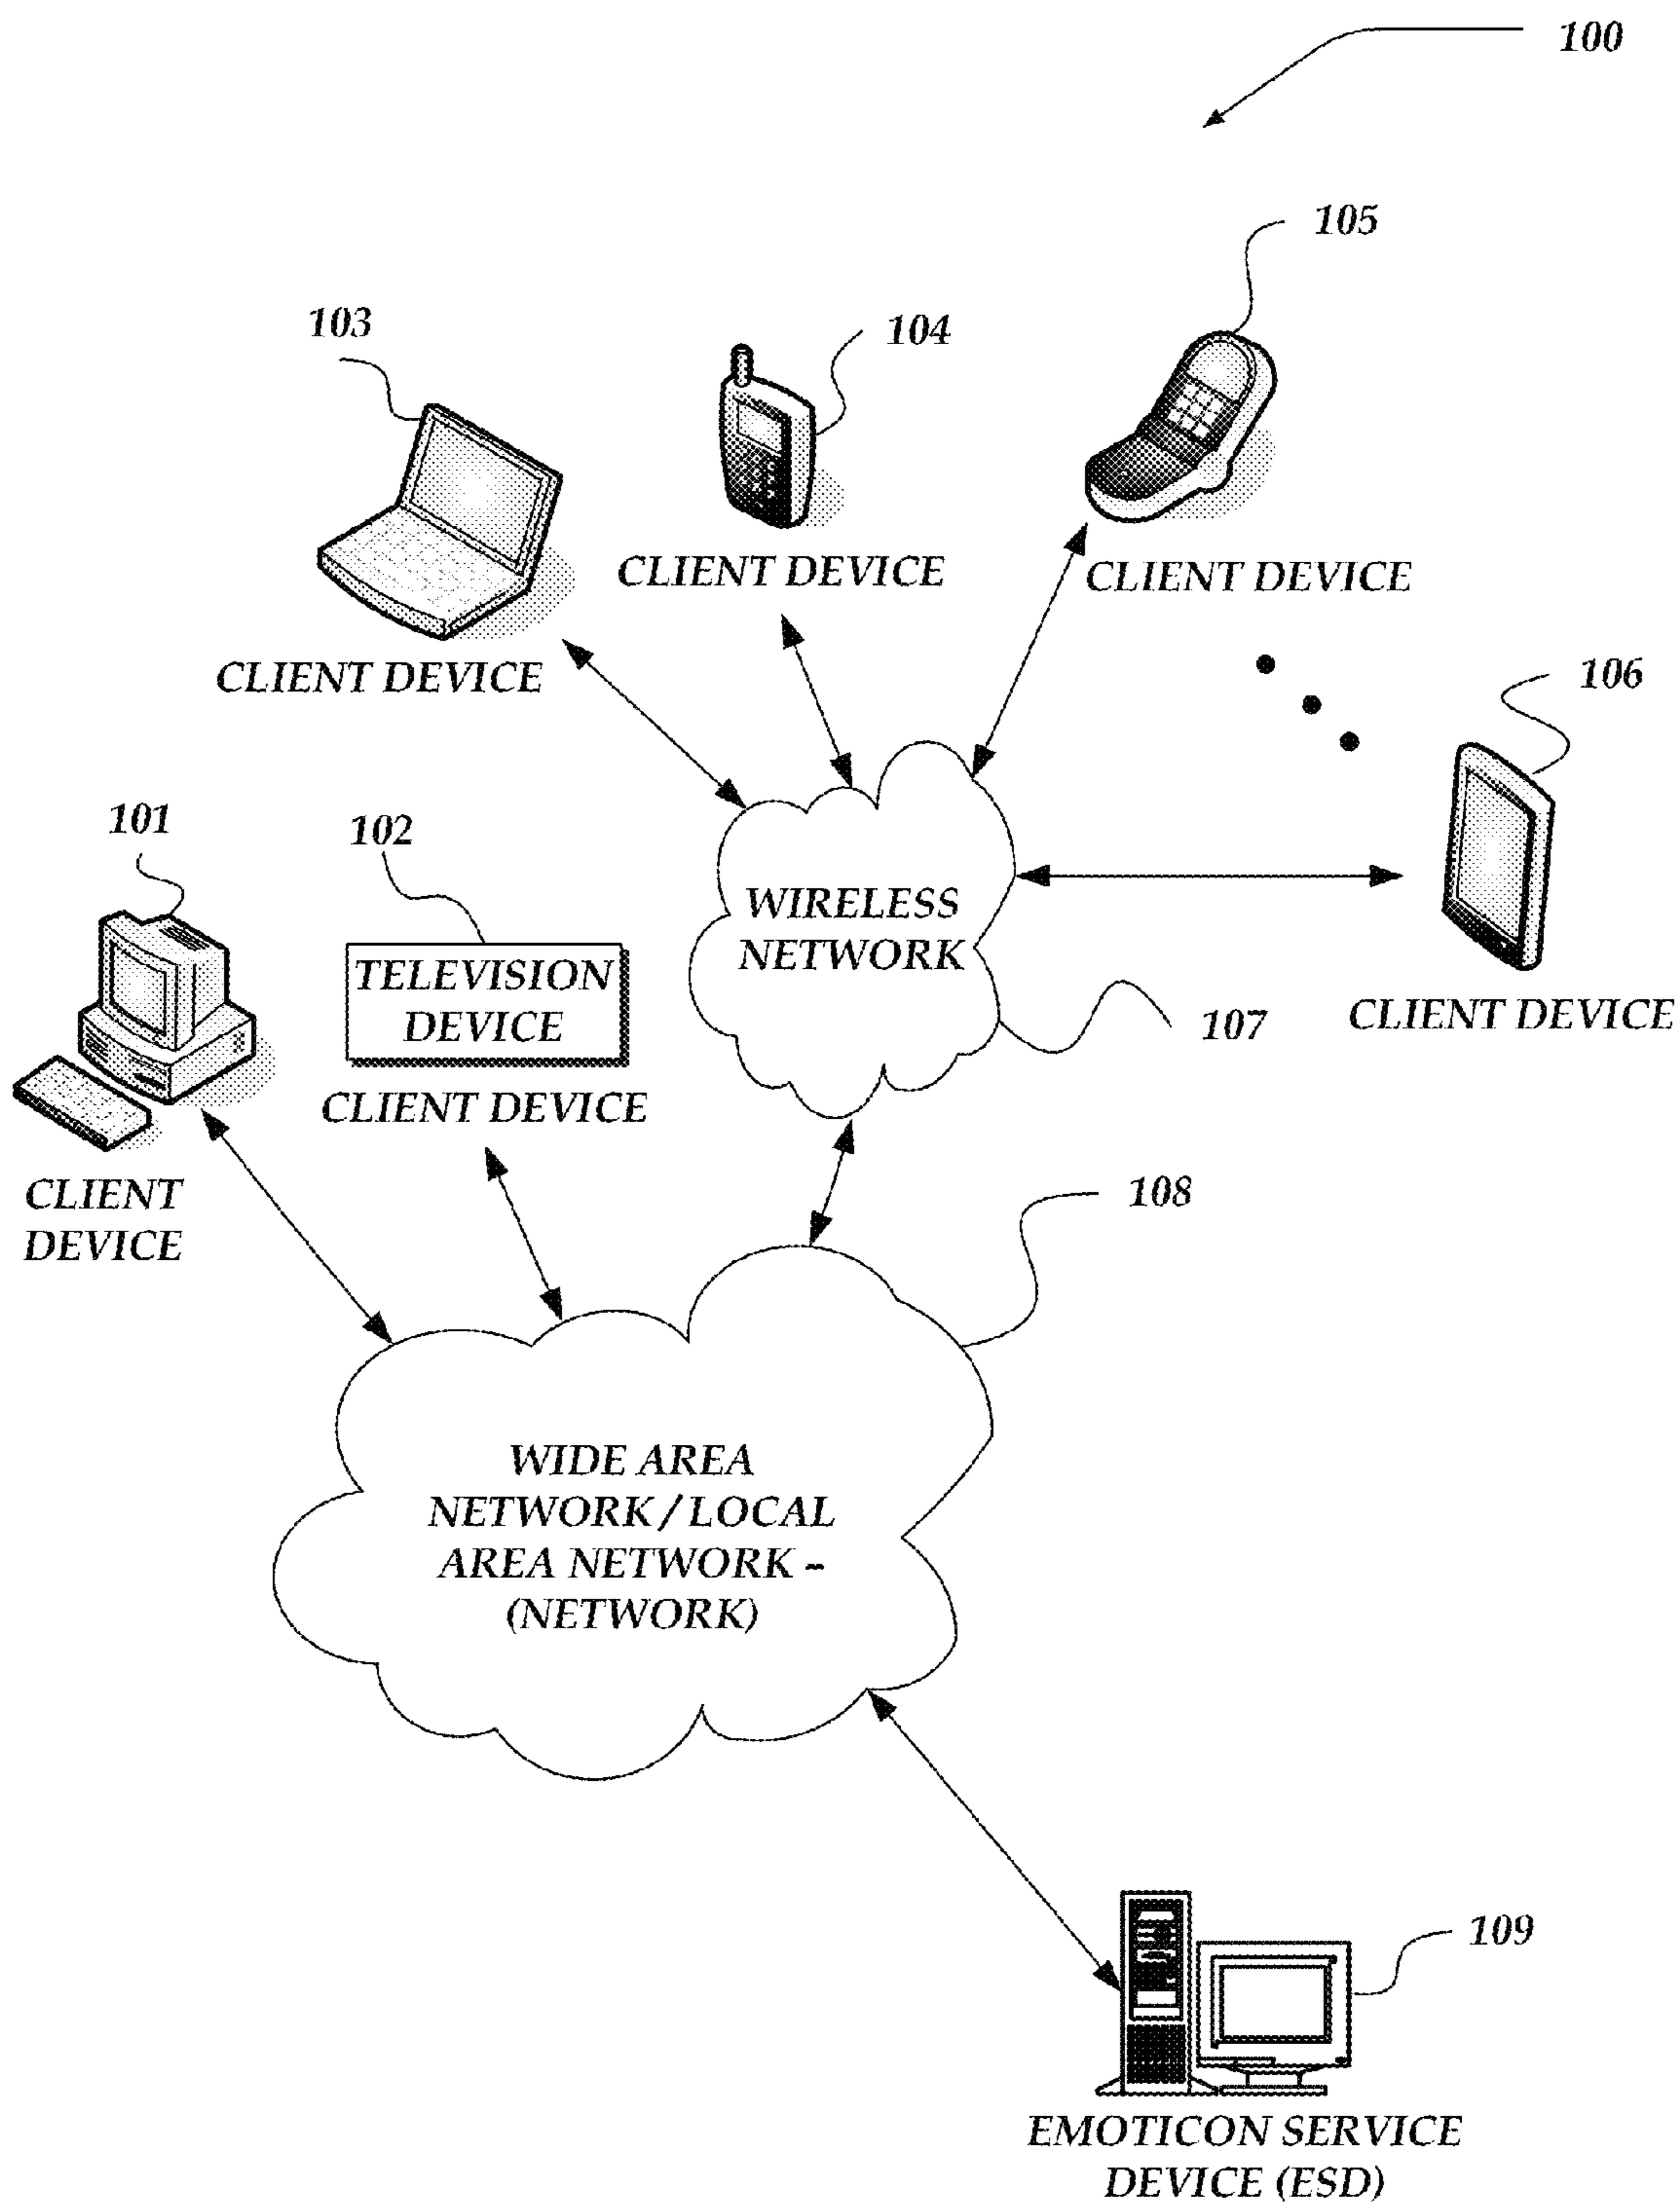 100
105
103
104
CLIENT DEVICE
CLIENT DEVICE
CLIENT DEVICE
106
101
102
WIRELESS
NETWORK
TELEVISION
DEVICE
CLIENT DEVICE
107
CLIENT DEVICE
CLIENT
DEVICE
108
WIDE AREA
NETWORK / LOCAL
AREA NETWORK –
(NETWORK)
109
EMOTICON SERVICE
DEVICE (ESD)